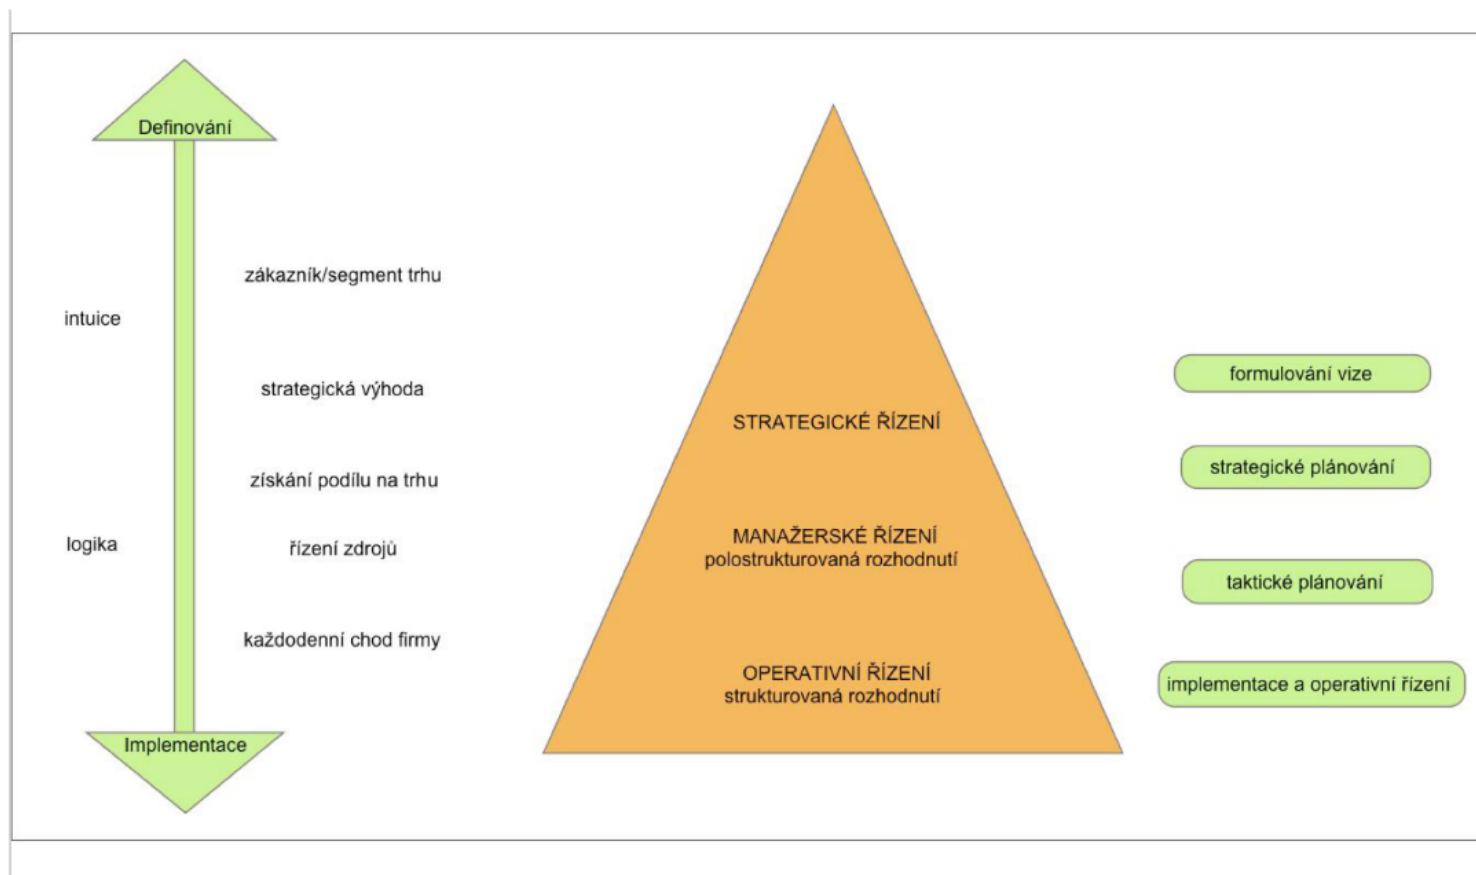 Definování
zákazník/segment trhu
intuice
strategická výhoda
získání podílu na trhu
logika
řízení zdrojů
každodenní chod firmy
Implementace
STRATEGICKÉ ŘÍZENÍ
MANAŽERSKÉ ŘÍZENÍ
polostrukturovaná rozhodnutí
OPERATIVNÍ ŘÍZENÍ
strukturovaná rozhodnutí
formulování vize
strategické plánování
taktické plánování
implementace a operativní řízení